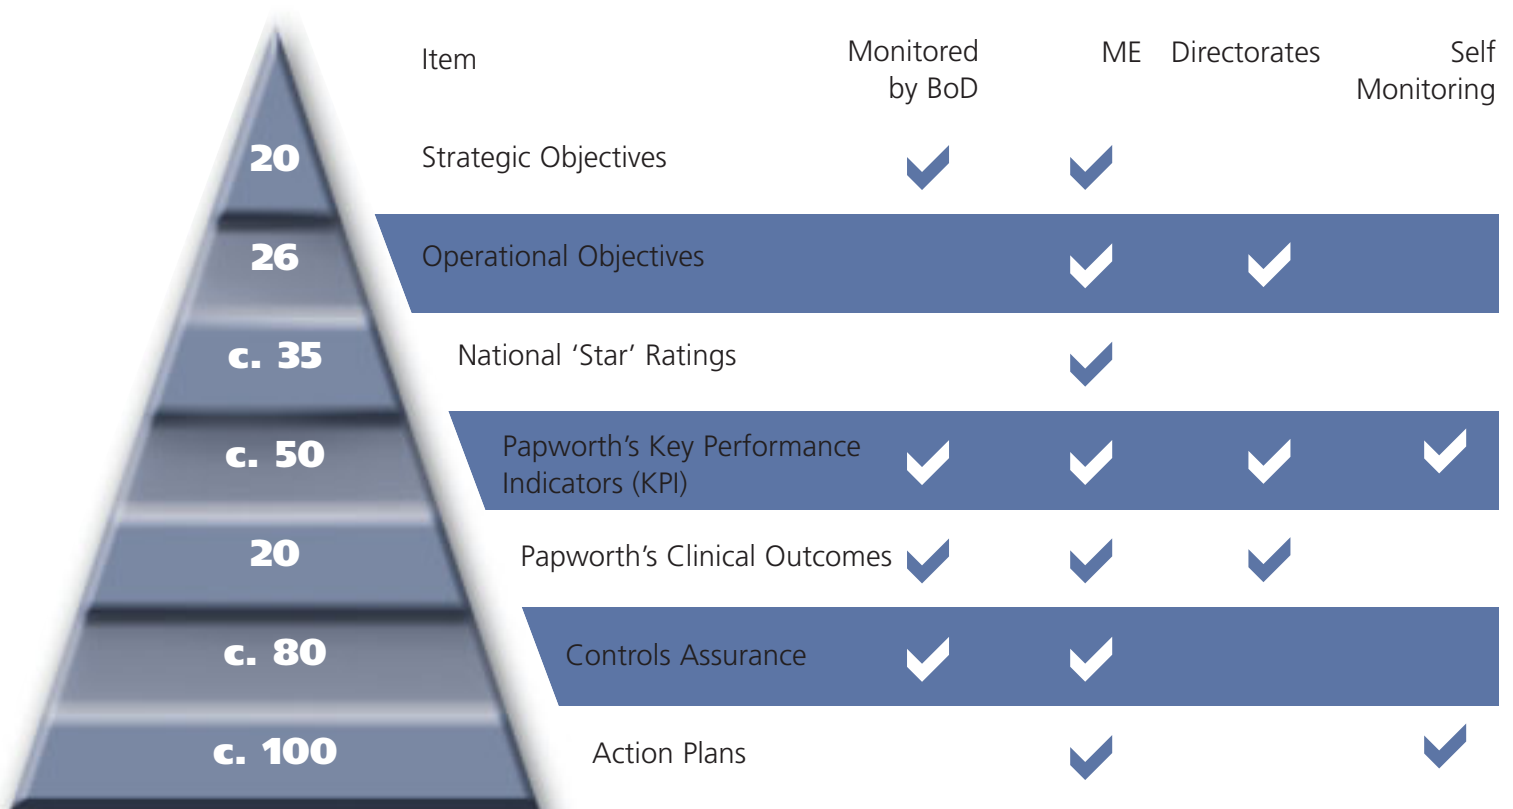 Item
Monitored
by BoD
ME
Directorates
Self
Monitoring
20
Strategic Objectives
26
Operational Objectives
c. 35
National ‘Star’ Ratings
c. 50
Papworth’s Key Performance
Indicators (KPI)
20
Papworth’s Clinical Outcomes
c. 80
Controls Assurance
c. 100
Action Plans